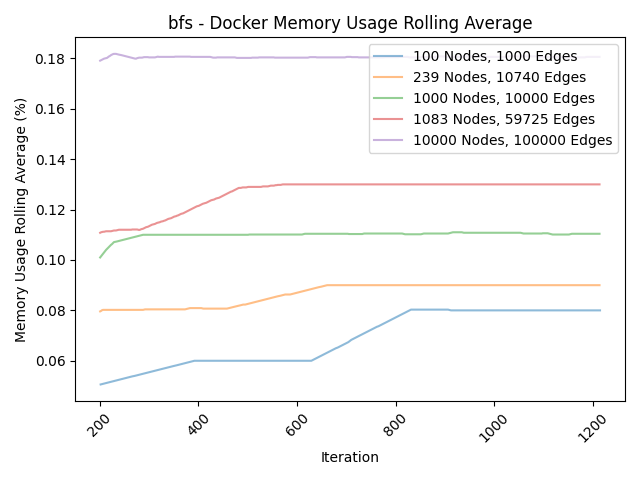 bfs - Docker Memory Usage Rolling Average
Memory Usage Rolling Average (%)
0.18
0.16
0.14
0.12
0.10
0.08
0.06
100 Nodes, 1000 Edges
239 Nodes, 10740 Edges
1000 Nodes, 10000 Edges
1083 Nodes, 59725 Edges
10000 Nodes, 100000 Edges
200
400
600
800
1000
1200
Iteration